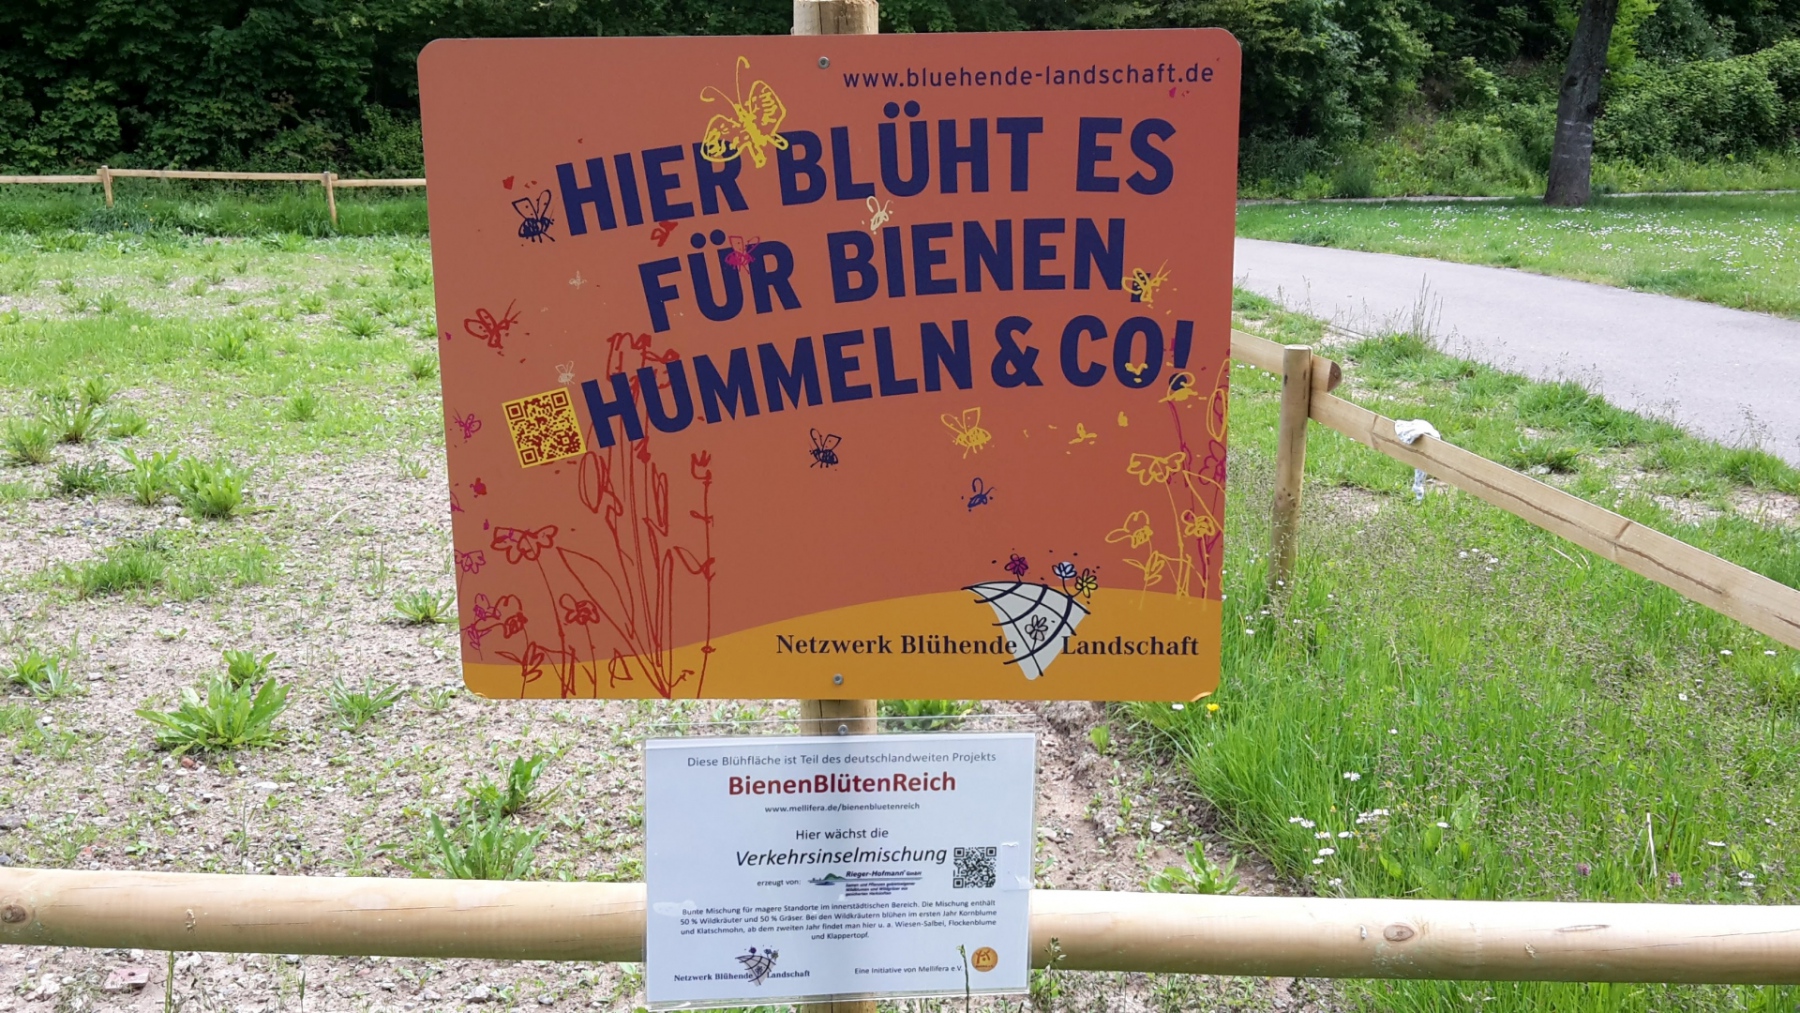 www.bluehende-landschaft.de
HIER BLÜHT ES
FÜR BIENEN,
HUMMELN & CO!
Netzwerk Blühende Landschaft
Diese Blühfläche ist Teil des deutschlandweiten Projekts
BienenBlütenReich
www.mellifera.de/bienenbluetenreich
Hier wächst die
Verkehrsinselmischung
erzeugt von: Rieger-Hofmann GmbH
Bunte Mischung für magere Standorte im innerstädtischen Bereich. Die Mischung enthält
50 % Wildkräuter und 50 % Gräser. Bei den Wildkräutern blühen im ersten Jahr Kornblume
und Klatschmohn, ab dem zweiten Jahr findet man hier u. a. Wiesen-Salbei, Flockenblume
und Klappertopf.
Netzwerk Blühende Landschaft
Eine Initiative von Mellifera e.V.